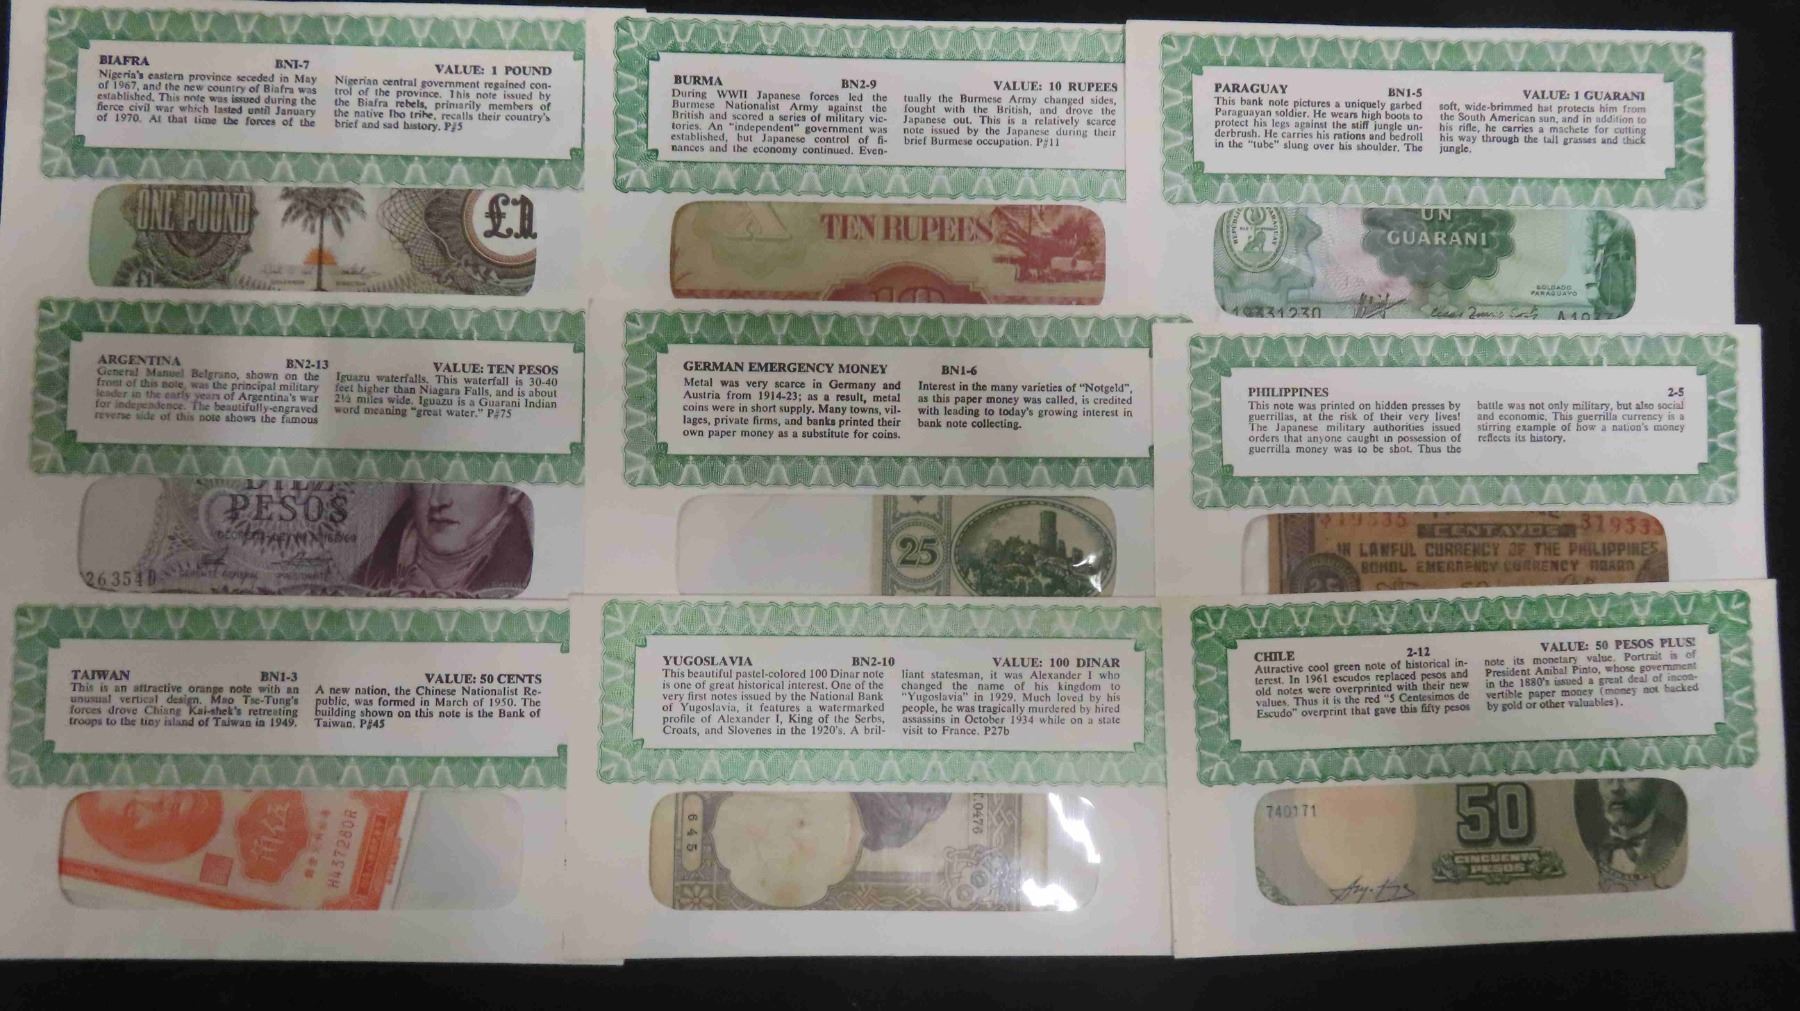 BIAFRA BNI-7 VALUE: 1 POUND
Nigeria's eastern province seceded in May
of 1967, and the new country of Biafra was
established. This note was issued during the
fierce civil war which lasted until January
of 1970. At that time the forces of the
Nigerian central government regained con-
trol of the province. This note issued by
the Biafra rebels, primarily members of
the native Ibo tribe, recalls their country's
brief and sad history. P#5
ONE POUND
£1
£1
BURMA BN2-9 VALUE: 10 RUPEES
During WWII Japanese forces led the
Burmese Nationalist Army against the
British and scored a series of military vic-
tories. An "independent" government was
established, but Japanese control of fi-
nances and the economy continued. Even-
tually the Burmese Army changed sides,
fought with the British, and drove the
Japanese out. This is a relatively scarce
note issued by the Japanese during their
brief Burmese occupation. P#11
TEN RUPEES
10
PARAGUAY BN1-5 VALUE: 1 GUARANI
This bank note pictures a uniquely garbed
Paraguayan soldier. He wears high boots to
protect his legs against the stiff jungle un-
derbrush. He carries his rations and bedroll
in the "tube" slung over his shoulder. The
soft, wide-brimmed hat protects him from
the South American sun, and in addition to
his rifle, he carries a machete for cutting
his way through the tall grasses and thick
jungle.
UN
GUARANI
SOLDADO
PARAGUAYO
ARGENTINA BN2-13 VALUE: TEN PESOS
General Manuel Belgrano, shown on the
front of this note, was the principal military
leader in the early years of Argentina's war
for independence. The beautifully-engraved
reverse side of this note shows the famous
Iguazu waterfalls. This waterfall is 30-40
feet higher than Niagara Falls, and is about
2½ miles wide. Iguazu is a Guarani Indian
word meaning "great water." P#75
DIEZ
PESOS
GERMAN EMERGENCY MONEY BN1-6
Metal was very scarce in Germany and
Austria from 1914-23; as a result, metal
coins were in short supply. Many towns, vil-
lages, private firms, and banks printed their
own paper money as a substitute for coins.
Interest in the many varieties of "Notgeld",
as this paper money was called, is credited
with leading to today's growing interest in
bank note collecting.
25
PHILIPPINES 2-5
This note was printed on hidden presses by
guerrillas, at the risk of their very lives!
The Japanese military authorities issued
orders that anyone caught in possession of
guerrilla money was to be shot. Thus the
battle was not only military, but also social
and economic. This guerrilla currency is a
stirring example of how a nation's money
reflects its history.
319535 CENTAVOS 319535
IN LAWFUL CURRENCY OF THE PHILIPPINES
BOHOL EMERGENCY CURRENCY BOARD
25
TAIWAN BN1-3 VALUE: 50 CENTS
This is an attractive orange note with an
unusual vertical design. Mao Tse-Tung's
forces drove Chiang Kai-shek's retreating
troops to the tiny island of Taiwan in 1949.
A new nation, the Chinese Nationalist Re-
public, was formed in March of 1950. The
building shown on this note is the Bank of
Taiwan. P#45
伍角
H437280R
YUGOSLAVIA BN2-10 VALUE: 100 DINAR
This beautiful pastel-colored 100 Dinar note
is one of great historical interest. One of the
very first notes issued by the National Bank
of Yugoslavia, it features a watermarked
profile of Alexander I, King of the Serbs,
Croats, and Slovenes in the 1920's. A bril-
liant statesman, it was Alexander I who
changed the name of his kingdom to
"Yugoslavia" in 1929. Much loved by his
people, he was tragically murdered by hired
assassins in October 1934 while on a state
visit to France. P27b
645
.0476
CHILE 2-12 VALUE: 50 PESOS PLUS!
Attractive cool green note of historical in-
terest. In 1961 escudos replaced pesos and
old notes were overprinted with their new
values. Thus it is the red "5 Centesimos de
Escudo" overprint that gave this fifty pesos
note its monetary value. Portrait is of
President Anibal Pinto, whose government
in the 1880's issued a great deal of incon-
vertible paper money (money not backed
by gold or other valuables).
740171
50
CINCUENTA
PESOS